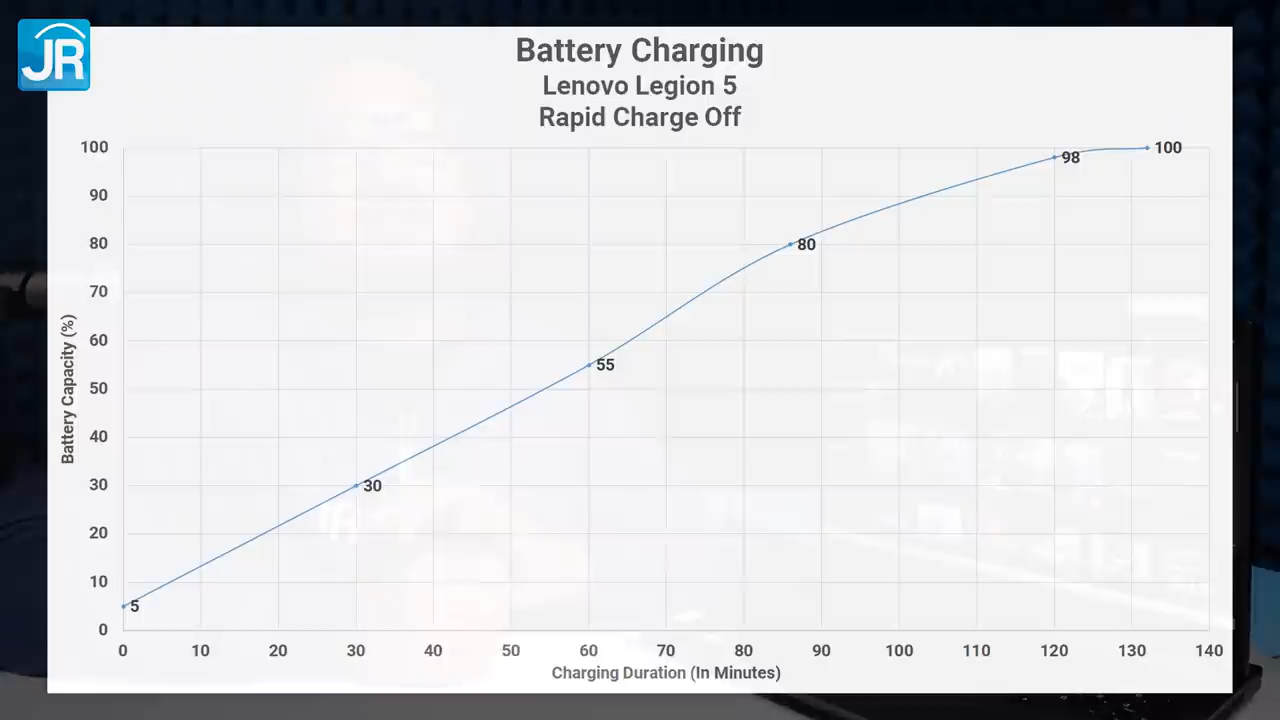 JR
Battery Charging
Lenovo Legion 5
Rapid Charge Off
Battery Capacity (%)
100
90
80
70
60
50
40
30
20
10
0
5
30
55
80
98
100
0 10 20 30 40 50 60 70 80 90 100 110 120 130 140
Charging Duration (In Minutes)